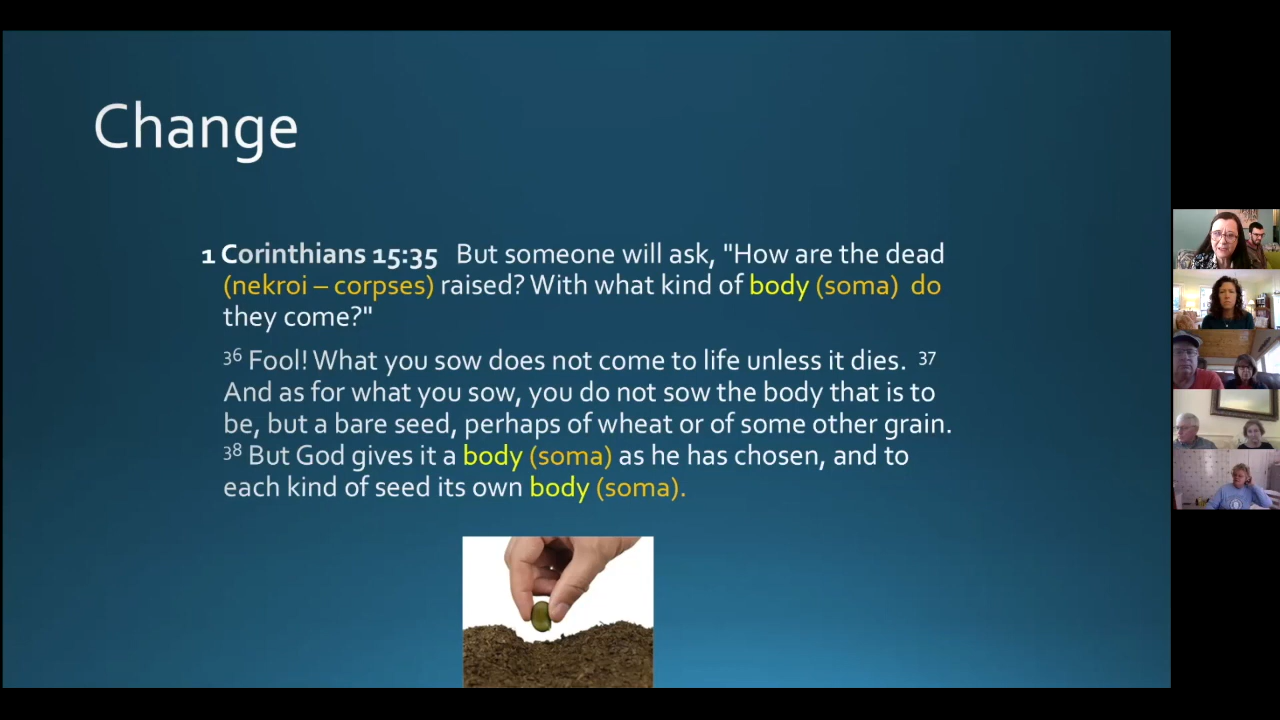 Change
1 Corinthians 15:35 But someone will ask, "How are the dead
(nekroi – corpses) raised? With what kind of body (soma) do
they come?"
36 Fool! What you sow does not come to life unless it dies. 37
And as for what you sow, you do not sow the body that is to
be, but a bare seed, perhaps of wheat or of some other grain.
38 But God gives it a body (soma) as he has chosen, and to
each kind of seed its own body (soma).